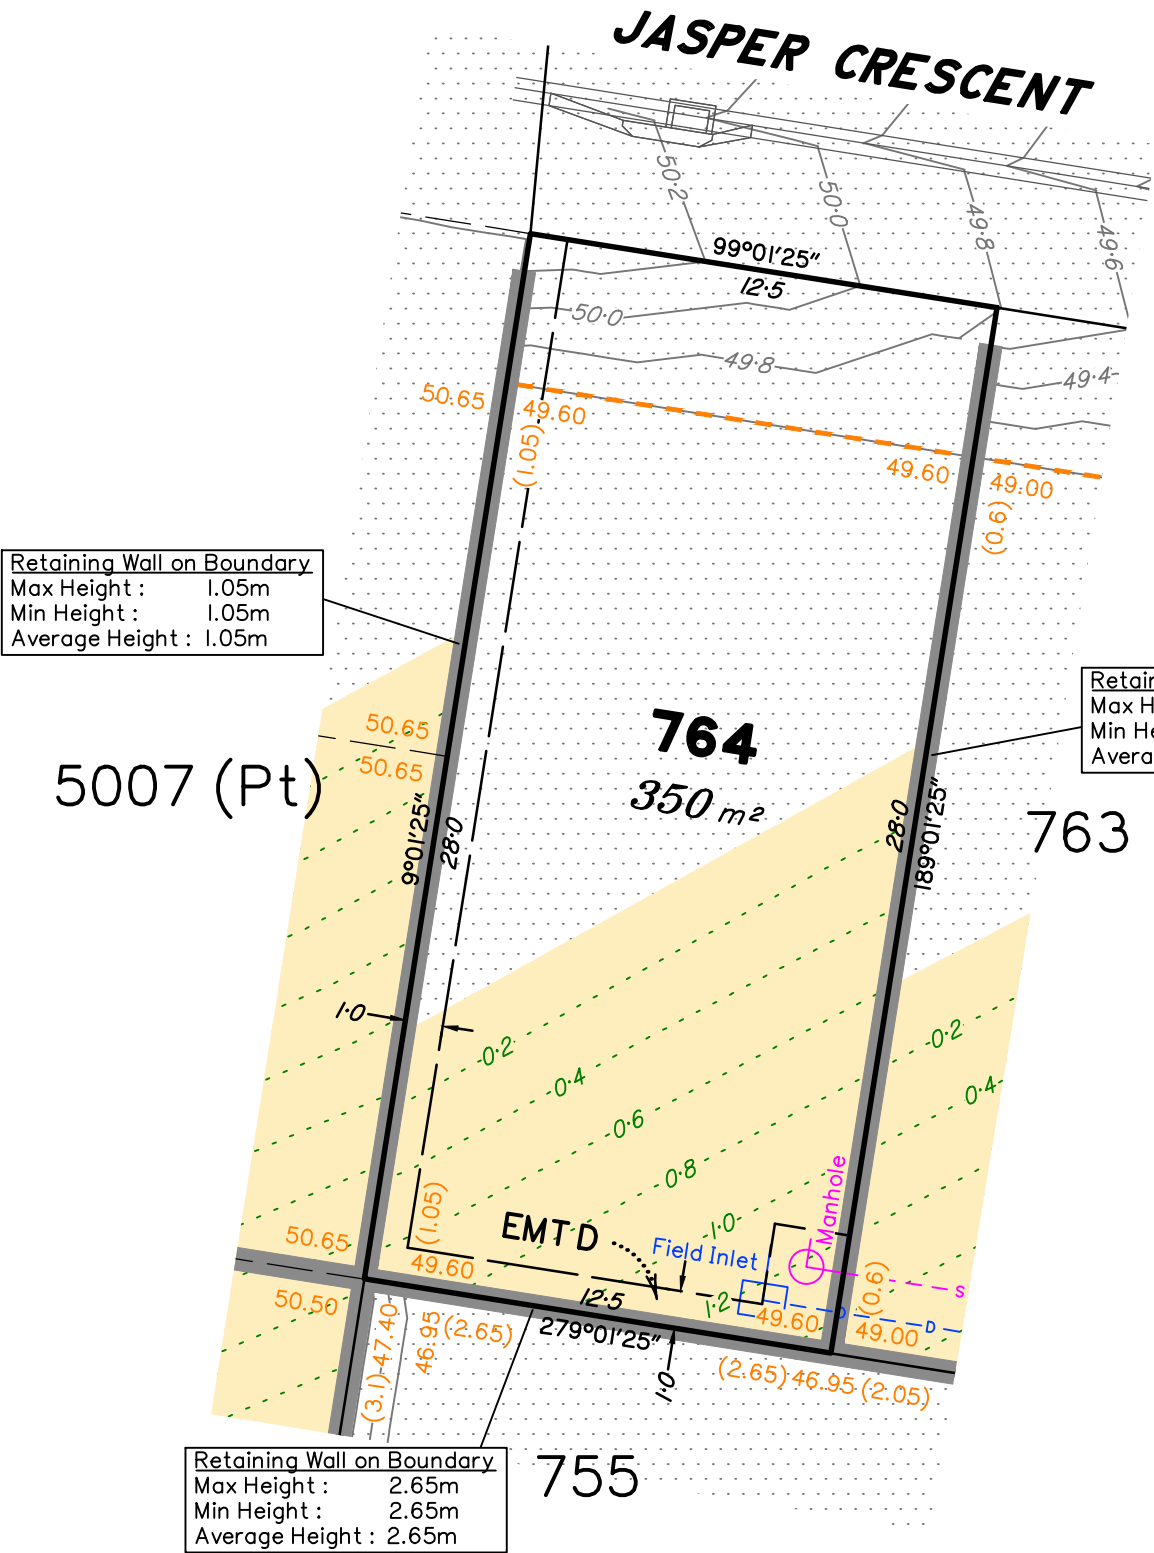 JASPER CRESCENT
50·2
50·0
49·8
49·6
99°01'25"
12·5
50·0
49·8
49·4
50.65
49.60
(1.05)
49.60
49.00
(0.6)
Retaining Wall on Boundary
Max Height : 1.05m
Min Height : 1.05m
Average Height : 1.05m
Retain
Max H
Min He
Avera
764
350 m²
50.65
50.65
5007 (Pt)
763
9°01'25"
28·0
28·0
189°01'25"
1·0
0·2
0·4
0·6
0·8
1·0
1·2
0·2
0·4
Manhole
EMT D
Field Inlet
(1.05)
50.65
49.60
50.50
12·5
279°01'25"
49.60
(0.6)
49.00
S
D
D
(3.1) 47.40
46.95 (2.65)
1·0
(2.65) 46.95 (2.05)
Retaining Wall on Boundary
Max Height : 2.65m
Min Height : 2.65m
Average Height : 2.65m
755